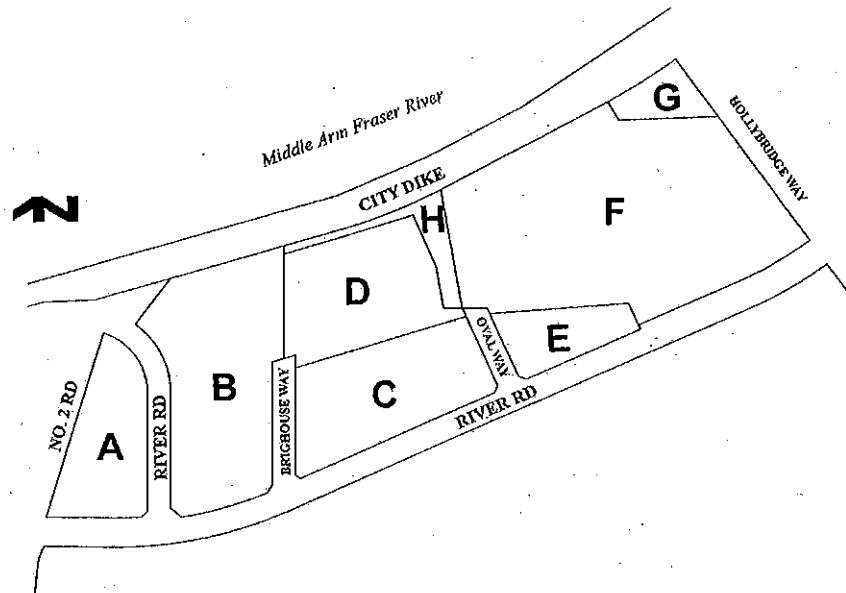 G
HOLLYBRIDGE WAY
Middle Arm Fraser River
CITY DIKE
N
H
F
D
OVAL WAY
E
NO. 2 RD
A
RIVER RD
B
BRIGHOUSE WAY
C
RIVER RD